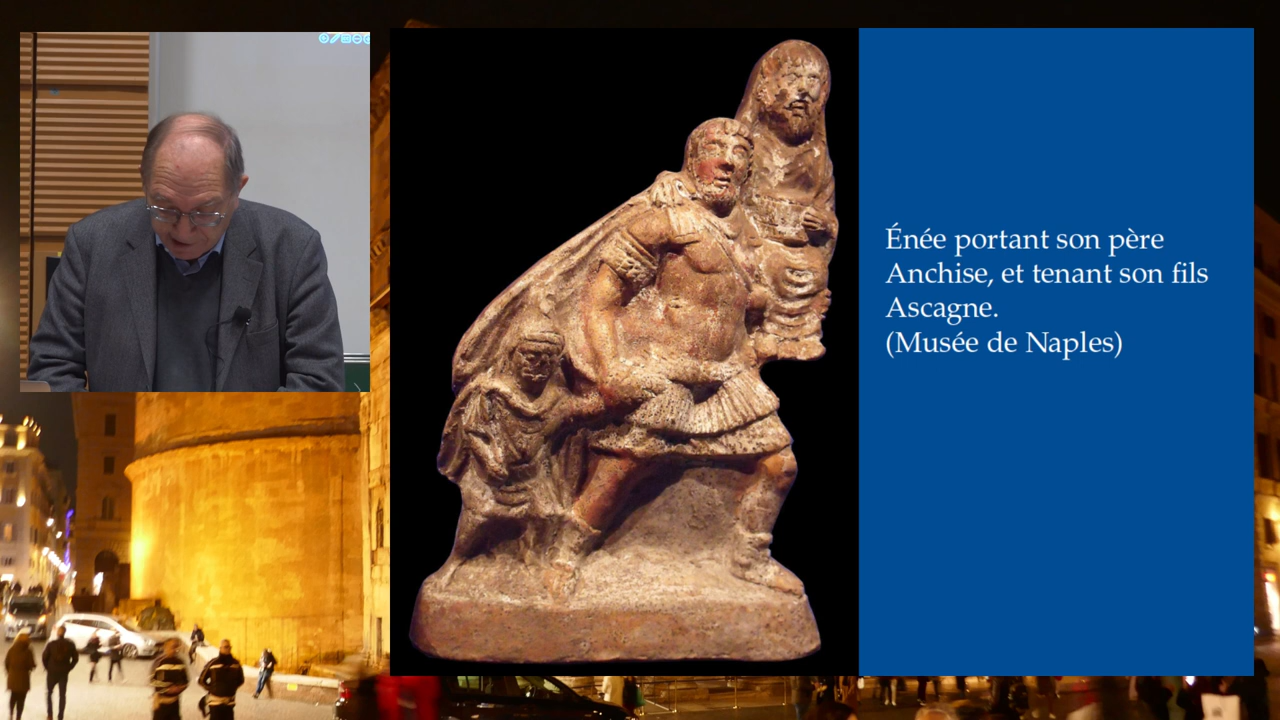 Énée portant son père
Anchise, et tenant son fils
Ascagne.
(Musée de Naples)